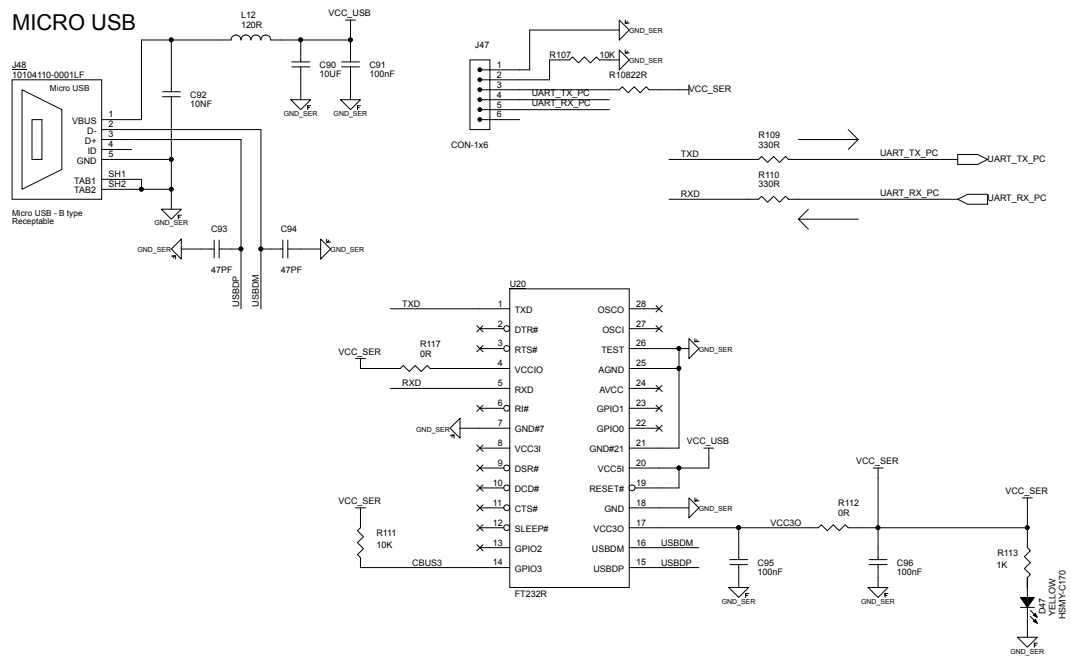 MICRO USB
J48
10104110-0001LF
Micro USB
VBUS
D-
D+
ID
GND
TAB1
TAB2
1
2
3
4
5
SH1
SH2
Micro USB - B type
Receptable
L12
120R
VCC_USB
C90
10UF
C91
100nF
GND_SER
GND_SER
C92
10NF
GND_SER
GND_SER
C93
47PF
C94
47PF
GND_SER
USBDP
USBDM
J47
1
2
3
4
5
6
CON-1x6
GND_SER
R107
10K
GND_SER
R10822R
VCC_SER
UART_TX_PC
UART_RX_PC
TXD
R109
330R
UART_TX_PC
UART_TX_PC
RXD
R110
330R
UART_RX_PC
UART_RX_PC
U20
TXD 1 TXD
2 DTR#
3 RTS#
VCC_SER
R117
0R
4 VCCIO
RXD 5 RXD
6 RI#
GND_SER 7 GND#7
8 VCC3I
9 DSR#
10 DCD#
11 CTS#
12 SLEEP#
13 GPIO2
VCC_SER
R111
10K
CBUS3 14 GPIO3
FT232R
OSCO 28
OSCI 27
TEST 26 GND_SER
AGND 25
AVCC 24
GPIO1 23
GPIO0 22
GND#21 21
VCC_USB
VCC5I 20
RESET# 19
GND 18 GND_SER
VCC3O 17 VCC3O
USBDM 16 USBDM
USBDP 15 USBDP
C95
100nF
GND_SER
R112
0R
VCC_SER
C96
100nF
GND_SER
VCC_SER
R113
1K
D47
YELLOW
HSMY-C170
GND_SER